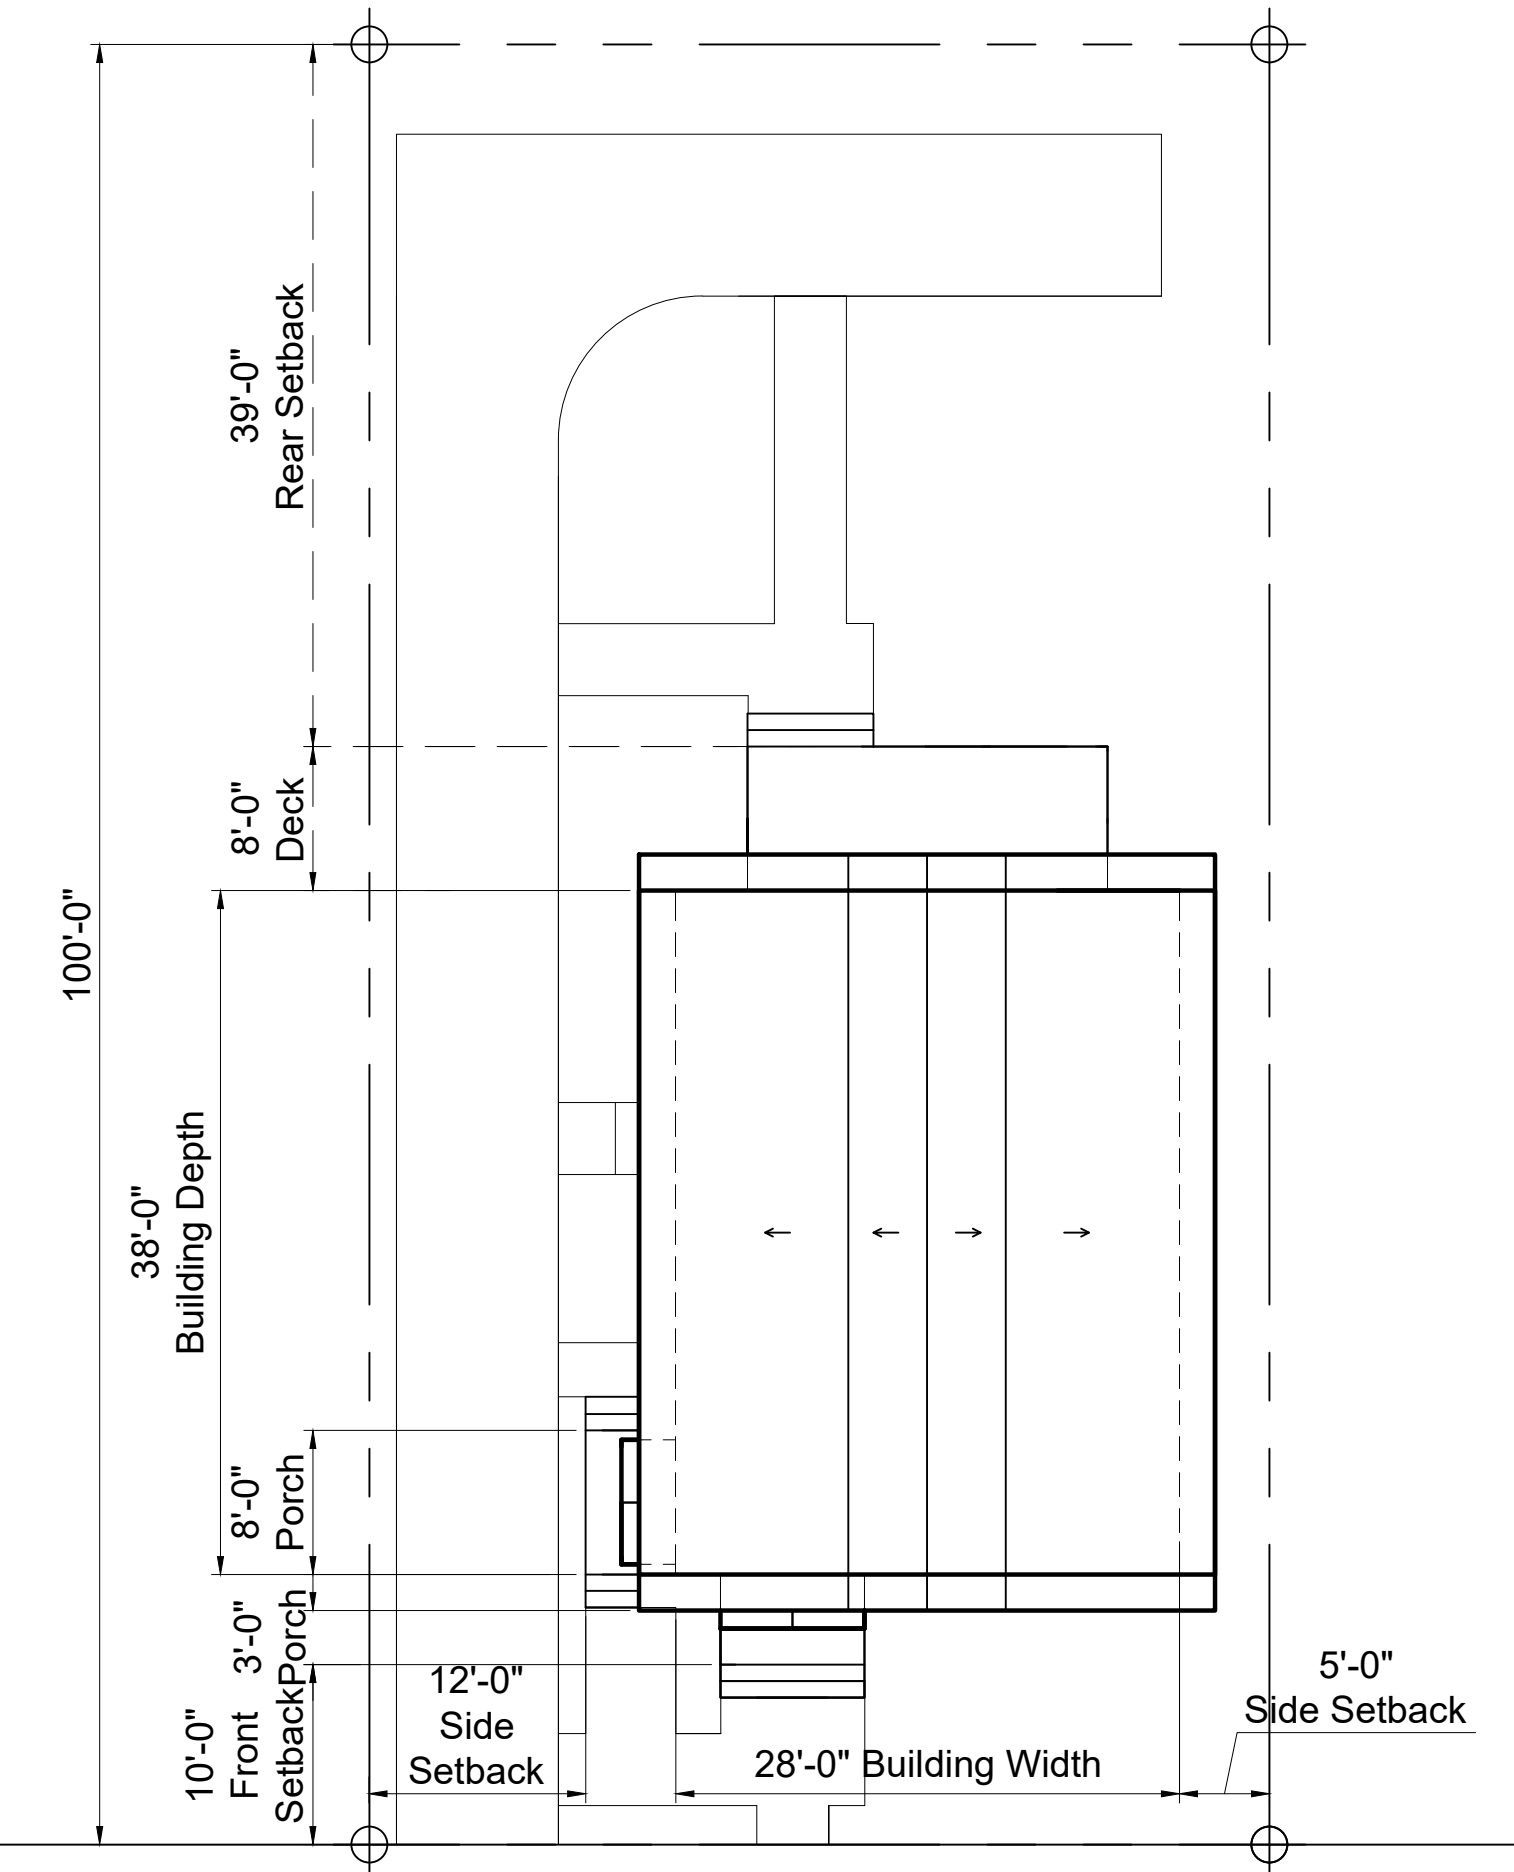 39'-0"
Rear Setback
8'-0"
Deck
100'-0"
38'-0"
Building Depth
8'-0"
Porch
3'-0"
Porch
10'-0"
Front
Setback
12'-0"
Side
Setback
28'-0" Building Width
5'-0"
Side Setback